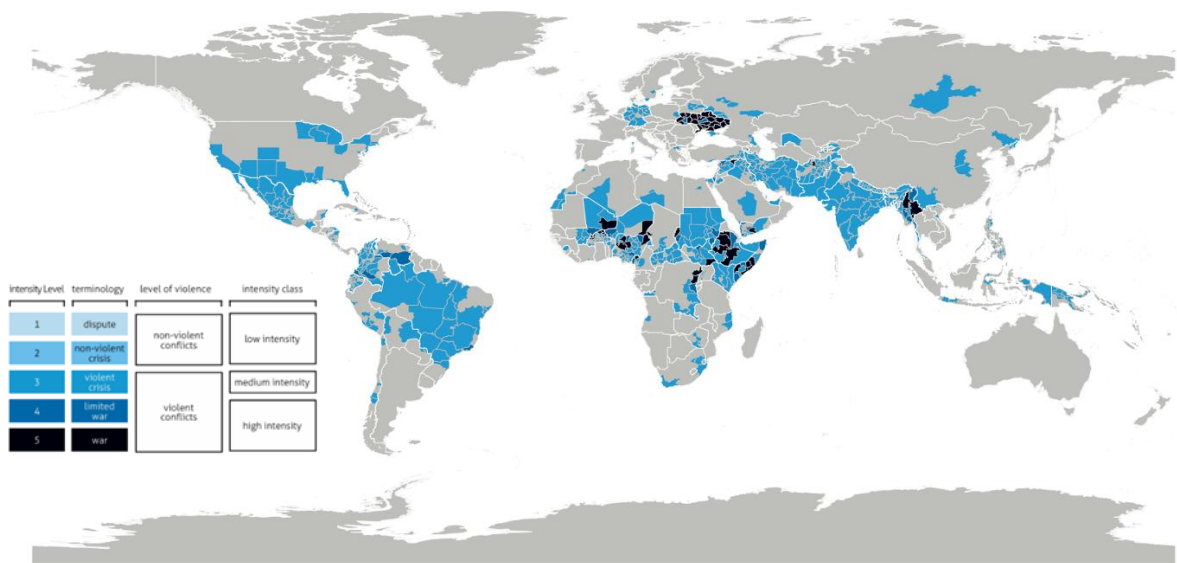 intensity Level terminology level of violence intensity class
1 dispute
2 non-violent
crisis
non-violent
conflicts
low intensity
3 violent
crisis
medium intensity
4 limited
war
violent
conflicts
high intensity
5 war